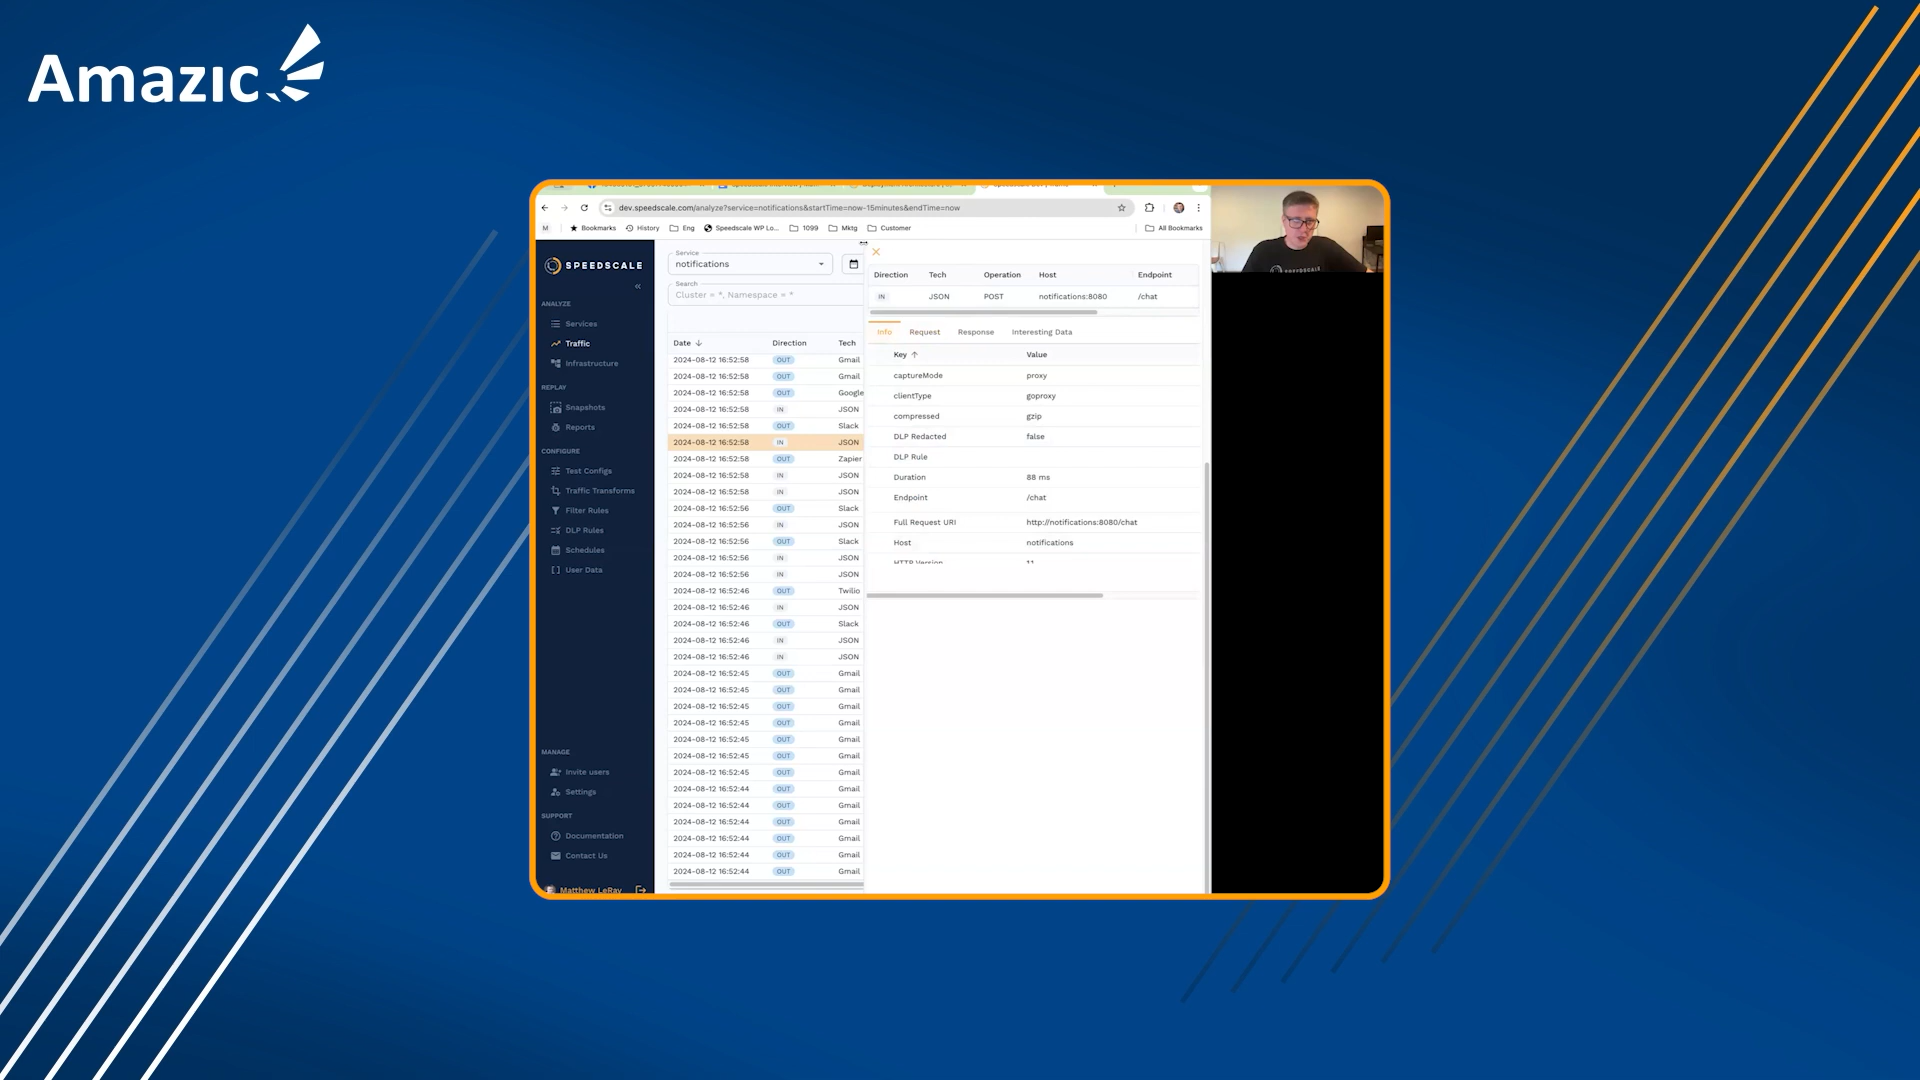 Amazic
dev.speedscale.com/analyze?service=notifications&startTime=now-15minutes&endTime=now
M Bookmarks History Eng Speedscale WP Lo... 1099 Mktg Customer All Bookmarks
SPEEDSCALE
ANALYZE
Services
Traffic
Infrastructure
REPLAY
Snapshots
Reports
CONFIGURE
Test Configs
Traffic Transforms
Filter Rules
DLP Rules
Schedules
User Data
MANAGE
Invite users
Settings
SUPPORT
Documentation
Contact Us
Matthew LeRay
Service
notifications
Search
Cluster = *, Namespace = *
Date Direction Tech
2024-08-12 16:52:58 OUT Gmail
2024-08-12 16:52:58 OUT Gmail
2024-08-12 16:52:58 OUT Google
2024-08-12 16:52:58 IN JSON
2024-08-12 16:52:58 OUT Slack
2024-08-12 16:52:58 IN JSON
2024-08-12 16:52:58 OUT Zapier
2024-08-12 16:52:58 IN JSON
2024-08-12 16:52:58 IN JSON
2024-08-12 16:52:56 OUT Slack
2024-08-12 16:52:56 IN JSON
2024-08-12 16:52:56 OUT Slack
2024-08-12 16:52:56 IN JSON
2024-08-12 16:52:56 IN JSON
2024-08-12 16:52:46 OUT Twilio
2024-08-12 16:52:46 IN JSON
2024-08-12 16:52:46 OUT Slack
2024-08-12 16:52:46 IN JSON
2024-08-12 16:52:46 IN JSON
2024-08-12 16:52:45 OUT Gmail
2024-08-12 16:52:45 OUT Gmail
2024-08-12 16:52:45 OUT Gmail
2024-08-12 16:52:45 OUT Gmail
2024-08-12 16:52:45 OUT Gmail
2024-08-12 16:52:45 OUT Gmail
2024-08-12 16:52:45 OUT Gmail
2024-08-12 16:52:44 OUT Gmail
2024-08-12 16:52:44 OUT Gmail
2024-08-12 16:52:44 OUT Gmail
2024-08-12 16:52:44 OUT Gmail
2024-08-12 16:52:44 OUT Gmail
2024-08-12 16:52:44 OUT Gmail
Direction Tech Operation Host Endpoint
IN JSON POST notifications:8080 /chat
Info Request Response Interesting Data
Key Value
captureMode proxy
clientType goproxy
compressed gzip
DLP Redacted false
DLP Rule
Duration 88 ms
Endpoint /chat
Full Request URI http://notifications:8080/chat
Host notifications
HTTP Version 11
SPEEDSCALE